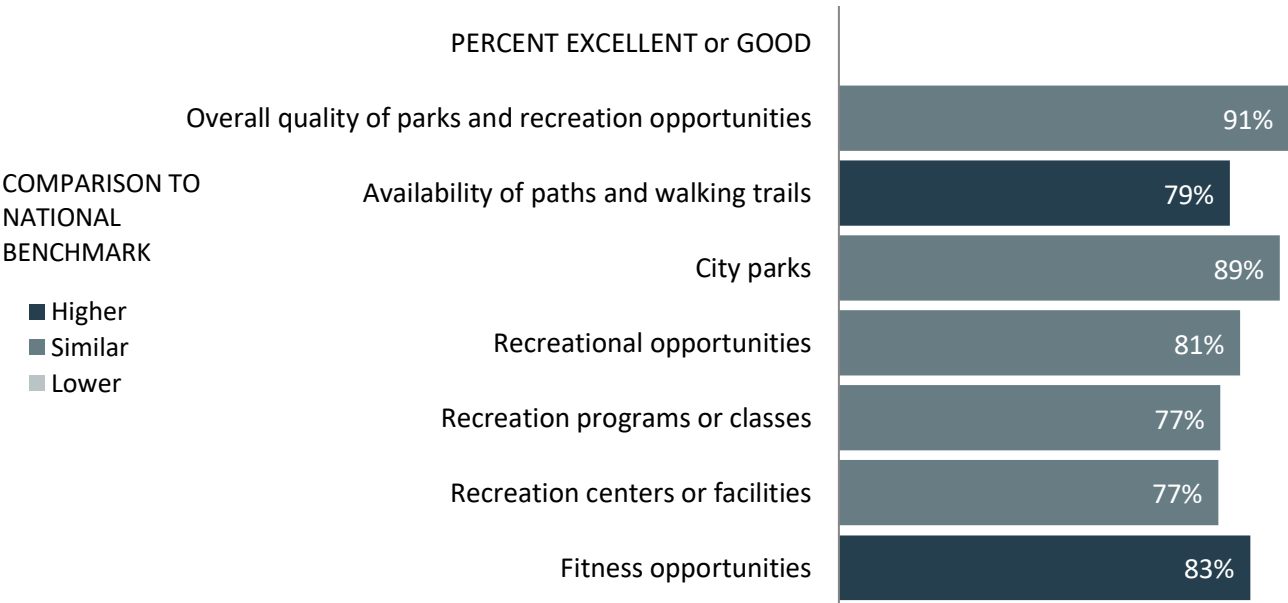 PERCENT EXCELLENT or GOOD
Overall quality of parks and recreation opportunities 91%
COMPARISON TO
NATIONAL
BENCHMARK
Higher
Similar
Lower
Availability of paths and walking trails 79%
City parks 89%
Recreational opportunities 81%
Recreation programs or classes 77%
Recreation centers or facilities 77%
Fitness opportunities 83%